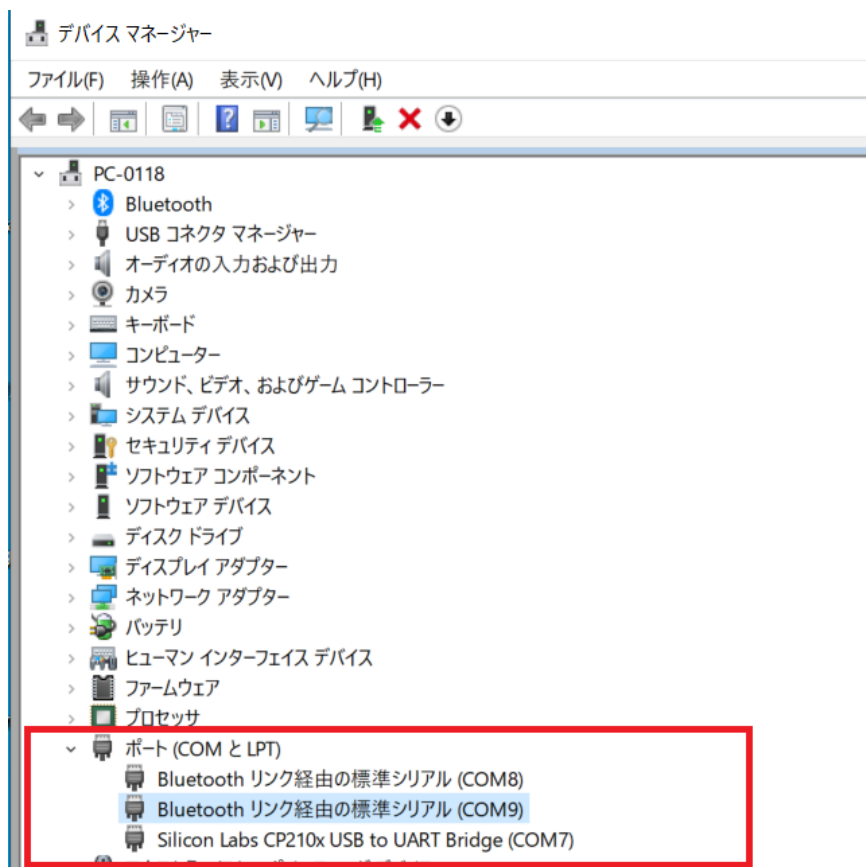 デバイス マネージャー
ファイル(F) 操作(A) 表示(V) ヘルプ(H)
PC-0118
Bluetooth
USB コネクタ マネージャー
オーディオの入力および出力
カメラ
キーボード
コンピューター
サウンド、ビデオ、およびゲーム コントローラー
システム デバイス
セキュリティ デバイス
ソフトウェア コンポーネント
ソフトウェア デバイス
ディスク ドライブ
ディスプレイ アダプター
ネットワーク アダプター
バッテリ
ヒューマン インターフェイス デバイス
ファームウェア
プロセッサ
ポート (COM と LPT)
Bluetooth リンク経由の標準シリアル (COM8)
Bluetooth リンク経由の標準シリアル (COM9)
Silicon Labs CP210x USB to UART Bridge (COM7)